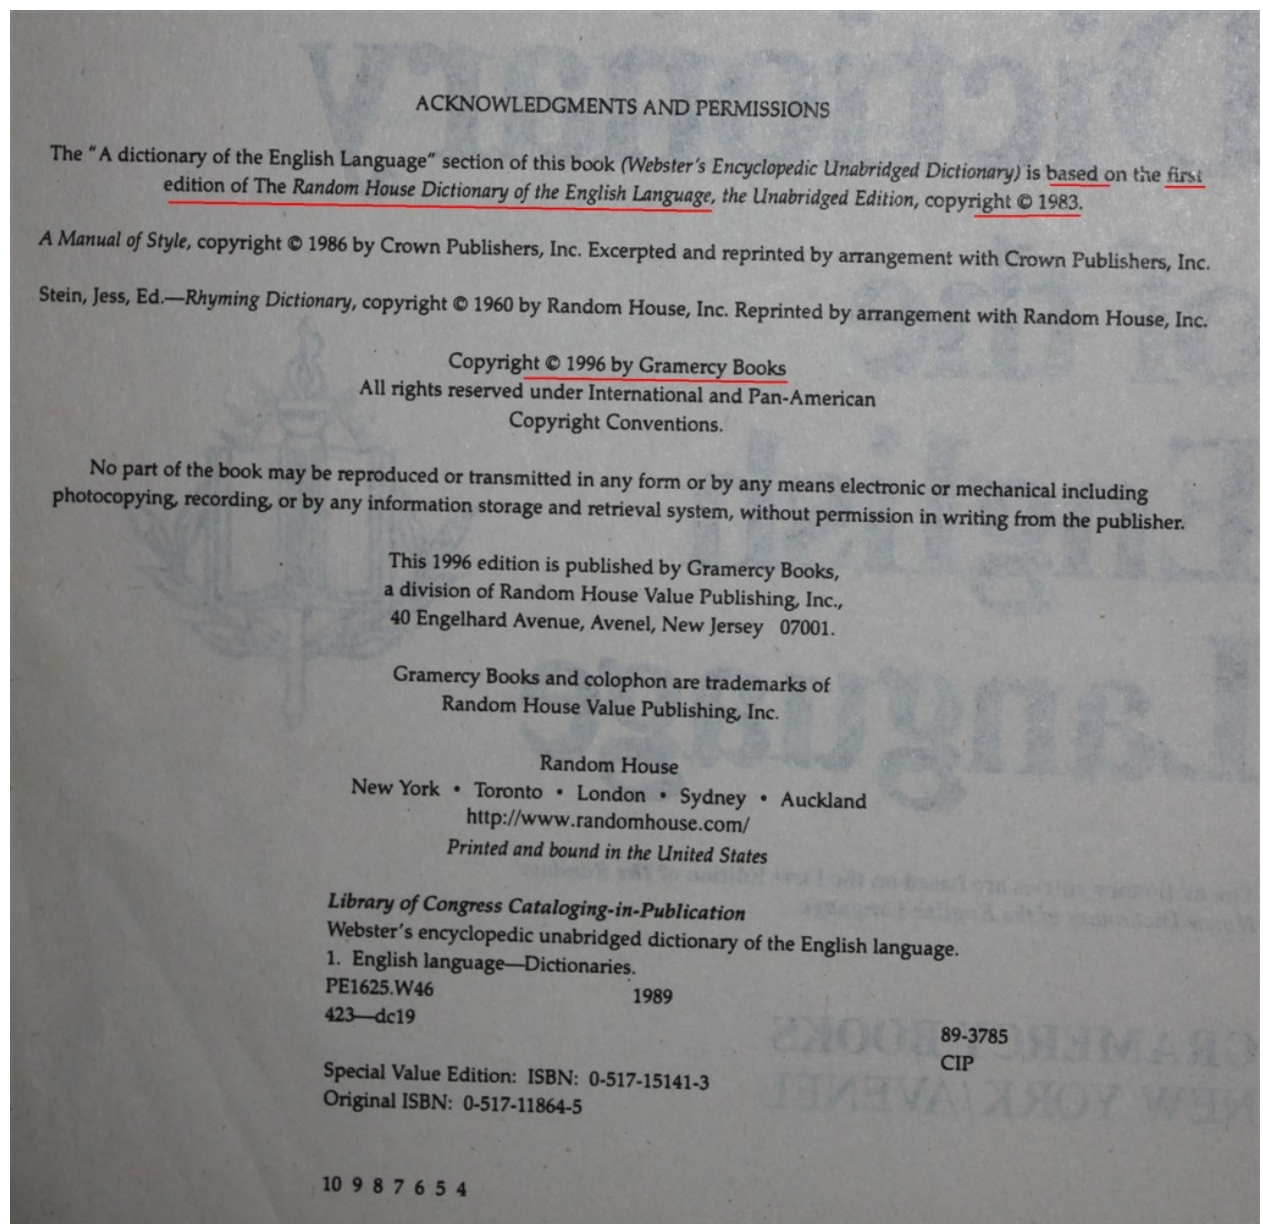 ACKNOWLEDGMENTS AND PERMISSIONS
The "A dictionary of the English Language" section of this book (Webster's Encyclopedic Unabridged Dictionary) is based on the first
edition of The Random House Dictionary of the English Language, the Unabridged Edition, copyright © 1983.
A Manual of Style, copyright © 1986 by Crown Publishers, Inc. Excerpted and reprinted by arrangement with Crown Publishers, Inc.
Stein, Jess, Ed.—Rhyming Dictionary, copyright © 1960 by Random House, Inc. Reprinted by arrangement with Random House, Inc.
Copyright © 1996 by Gramercy Books
All rights reserved under International and Pan-American
Copyright Conventions.
No part of the book may be reproduced or transmitted in any form or by any means electronic or mechanical including
photocopying, recording, or by any information storage and retrieval system, without permission in writing from the publisher.
This 1996 edition is published by Gramercy Books,
a division of Random House Value Publishing, Inc.,
40 Engelhard Avenue, Avenel, New Jersey 07001.
Gramercy Books and colophon are trademarks of
Random House Value Publishing, Inc.
Random House
New York • Toronto • London • Sydney • Auckland
http://www.randomhouse.com/
Printed and bound in the United States
Library of Congress Cataloging-in-Publication
Webster's encyclopedic unabridged dictionary of the English language.
1. English language—Dictionaries.
PE1625.W46 1989
423—dc19
89-3785
CIP
Special Value Edition: ISBN: 0-517-15141-3
Original ISBN: 0-517-11864-5
10 9 8 7 6 5 4